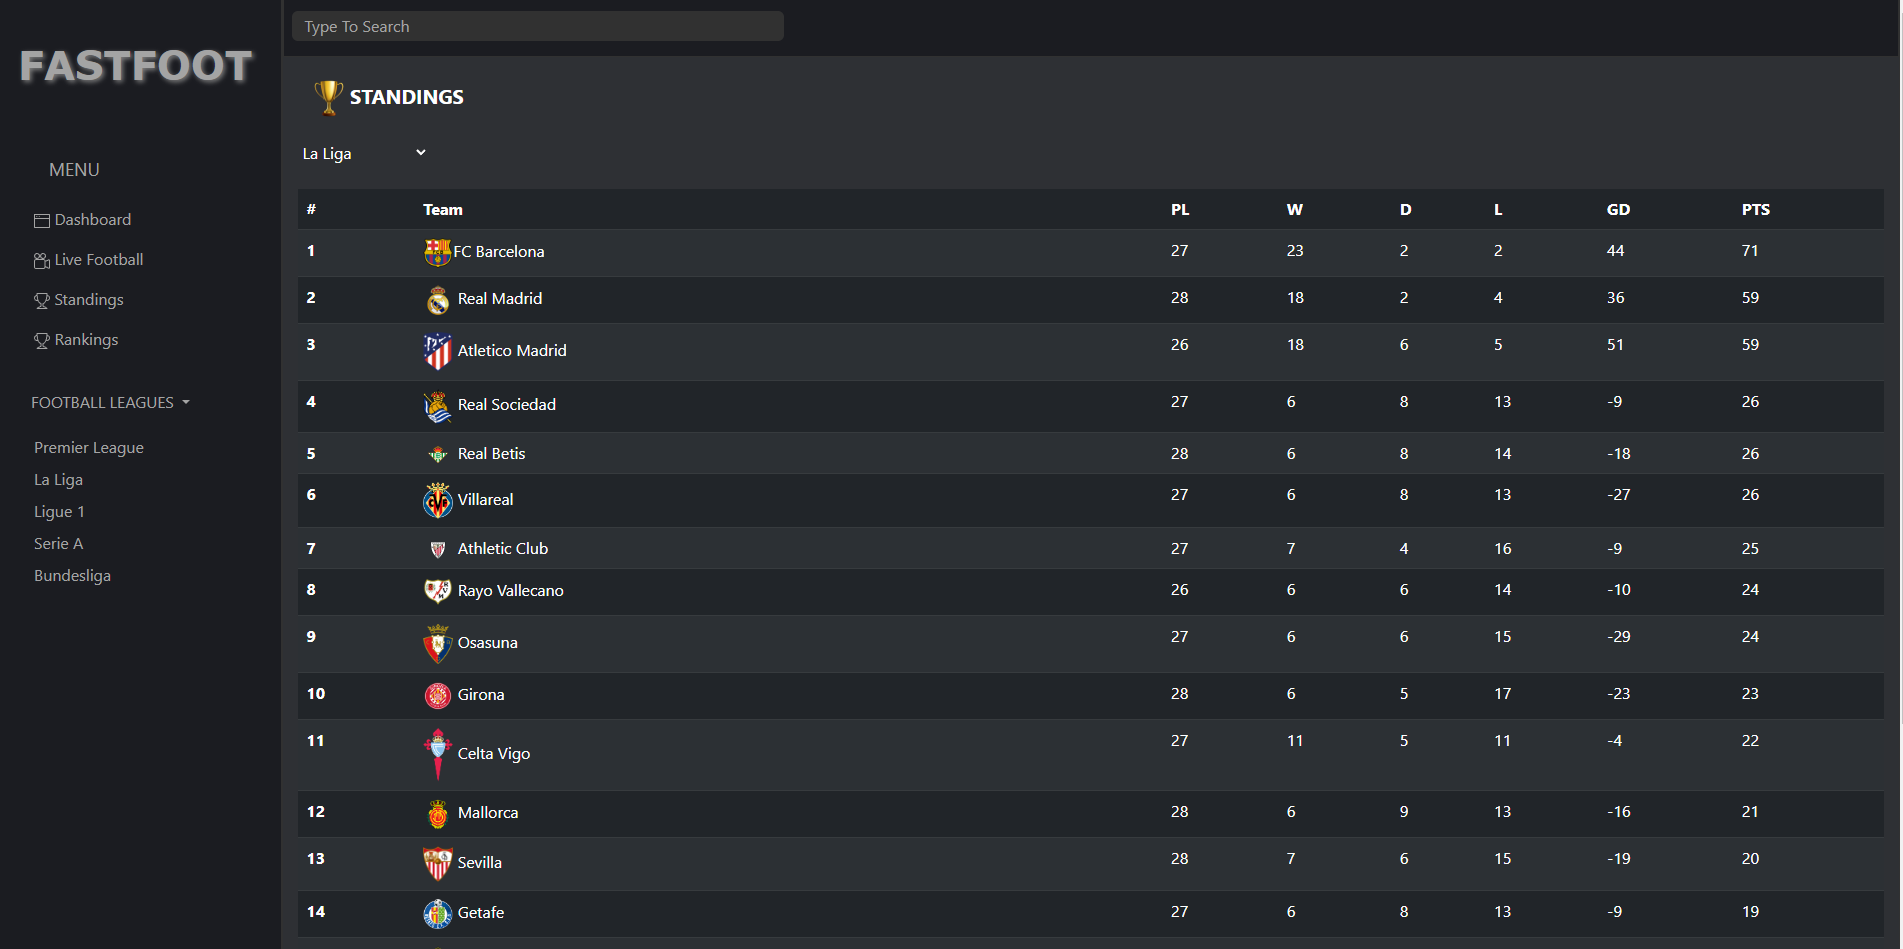 FASTFOOT
MENU
Dashboard
Live Football
Standings
Rankings
FOOTBALL LEAGUES
Premier League
La Liga
Ligue 1
Serie A
Bundesliga
Type To Search
STANDINGS
La Liga
# Team PL W D L GD PTS
1 FC Barcelona 27 23 2 2 44 71
2 Real Madrid 28 18 2 4 36 59
3 Atletico Madrid 26 18 6 5 51 59
4 Real Sociedad 27 6 8 13 -9 26
5 Real Betis 28 6 8 14 -18 26
6 Villareal 27 6 8 13 -27 26
7 Athletic Club 27 7 4 16 -9 25
8 Rayo Vallecano 26 6 6 14 -10 24
9 Osasuna 27 6 6 15 -29 24
10 Girona 28 6 5 17 -23 23
11 Celta Vigo 27 11 5 11 -4 22
12 Mallorca 28 6 9 13 -16 21
13 Sevilla 28 7 6 15 -19 20
14 Getafe 27 6 8 13 -9 19